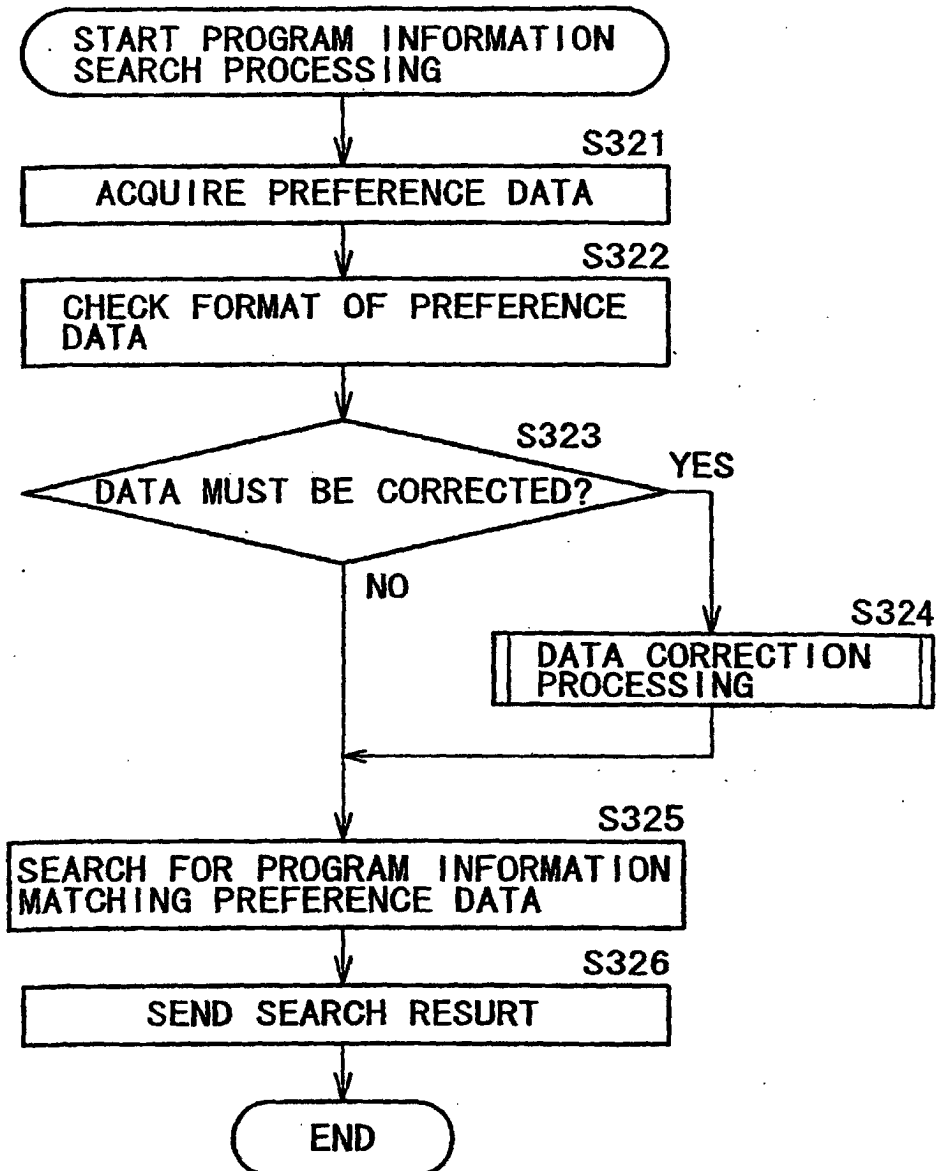 START PROGRAM INFORMATION
SEARCH PROCESSING
S321
ACQUIRE PREFERENCE DATA
S322
CHECK FORMAT OF PREFERENCE
DATA
S323
DATA MUST BE CORRECTED?
YES
NO
S324
DATA CORRECTION
PROCESSING
S325
SEARCH FOR PROGRAM INFORMATION
MATCHING PREFERENCE DATA
S326
SEND SEARCH RESURT
END